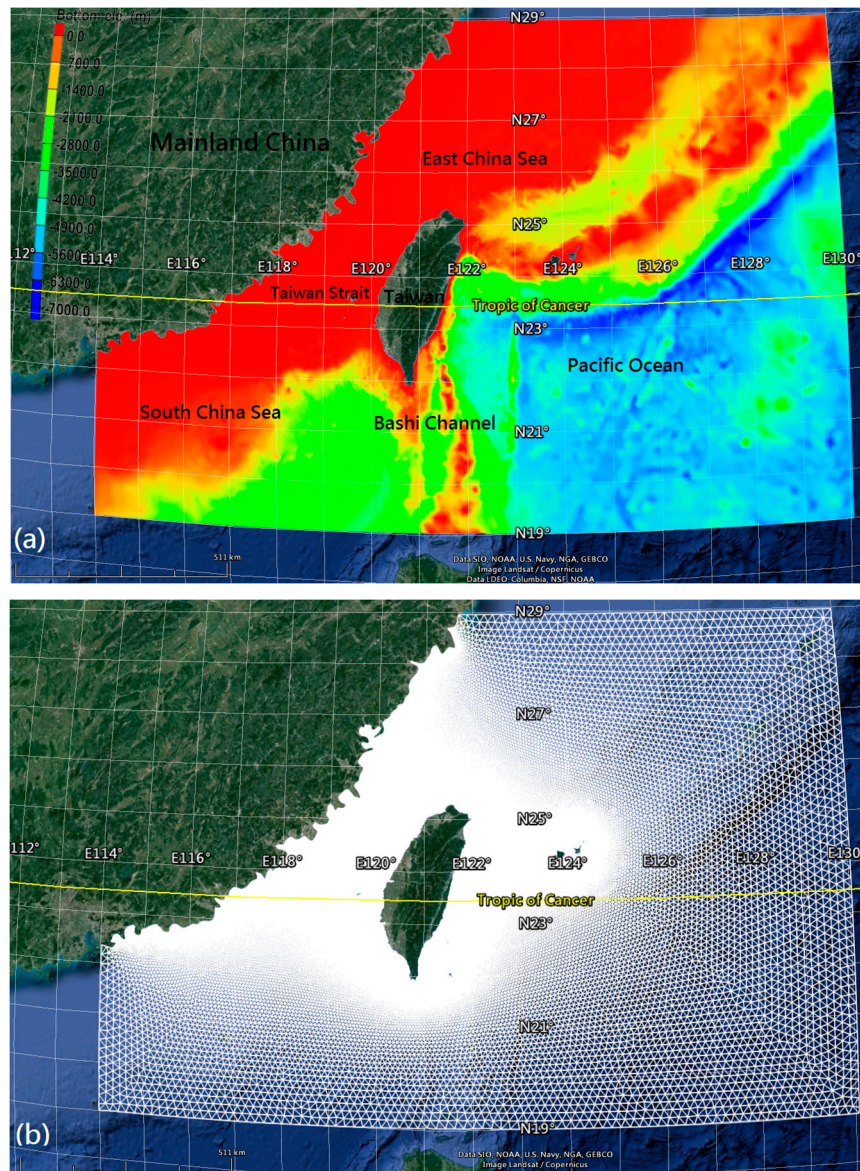 Bottom elv. (m)
0.0
-700.0
-1400.0
-2100.0
-2800.0
-3500.0
-4200.0
-4900.0
-5600.0
-6300.0
-7000.0
N29°
N27°
Mainland China
East China Sea
N25°
112°
E114°
E116°
E118°
E120°
E122°
E124°
E126°
E128°
E130°
Taiwan Strait
Taiwan
Tropic of Cancer
N23°
Pacific Ocean
South China Sea
Bashi Channel
N21°
N19°
(a)
511 km
Data SIO, NOAA, U.S. Navy, NGA, GEBCO
Image Landsat / Copernicus
Data LDEO-Columbia, NSF, NOAA
N29°
N27°
N25°
112°
E114°
E116°
E118°
E120°
E122°
E124°
E126°
E128°
E130
Tropic of Cancer
N23°
N21°
N19°
(b)
511 km
Data SIO, NOAA, U.S. Navy, NGA, GEBCO
Image Landsat / Copernicus